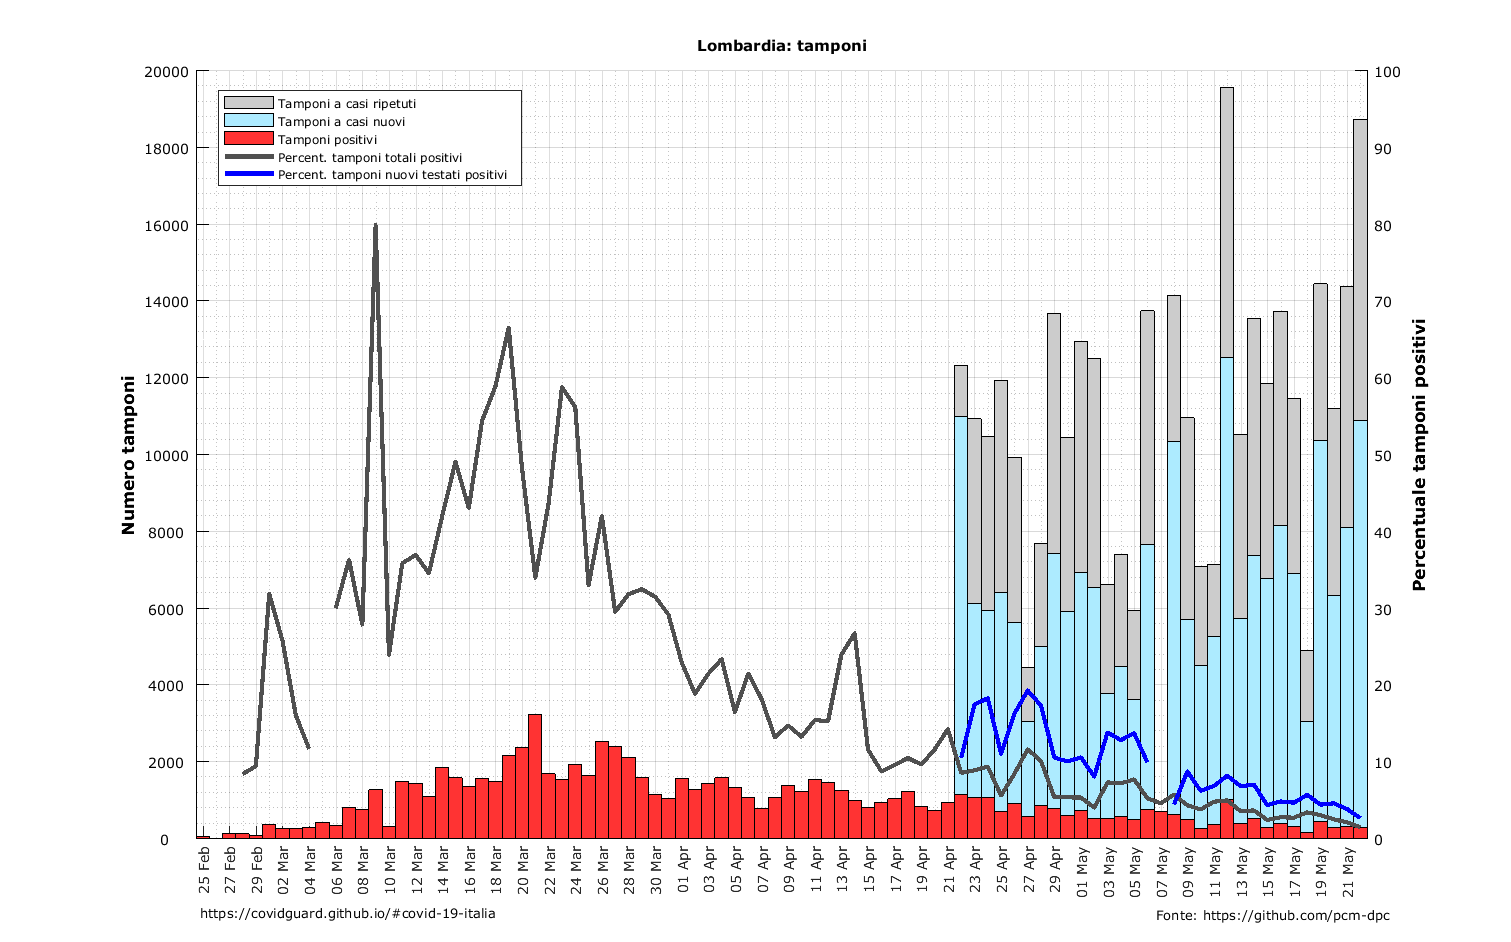 Lombardia: tamponi
Tamponi a casi ripetuti
Tamponi a casi nuovi
Tamponi positivi
Percent. tamponi totali positivi
Percent. tamponi nuovi testati positivi
Numero tamponi
20000
18000
16000
14000
12000
10000
8000
6000
4000
2000
0
Percentuale tamponi positivi
100
90
80
70
60
50
40
30
20
10
0
25 Feb
27 Feb
29 Feb
02 Mar
04 Mar
06 Mar
08 Mar
10 Mar
12 Mar
14 Mar
16 Mar
18 Mar
20 Mar
22 Mar
24 Mar
26 Mar
28 Mar
30 Mar
01 Apr
03 Apr
05 Apr
07 Apr
09 Apr
11 Apr
13 Apr
15 Apr
17 Apr
19 Apr
21 Apr
23 Apr
25 Apr
27 Apr
29 Apr
01 May
03 May
05 May
07 May
09 May
11 May
13 May
15 May
17 May
19 May
21 May
https://covidguard.github.io/#covid-19-italia
Fonte: https://github.com/pcm-dpc